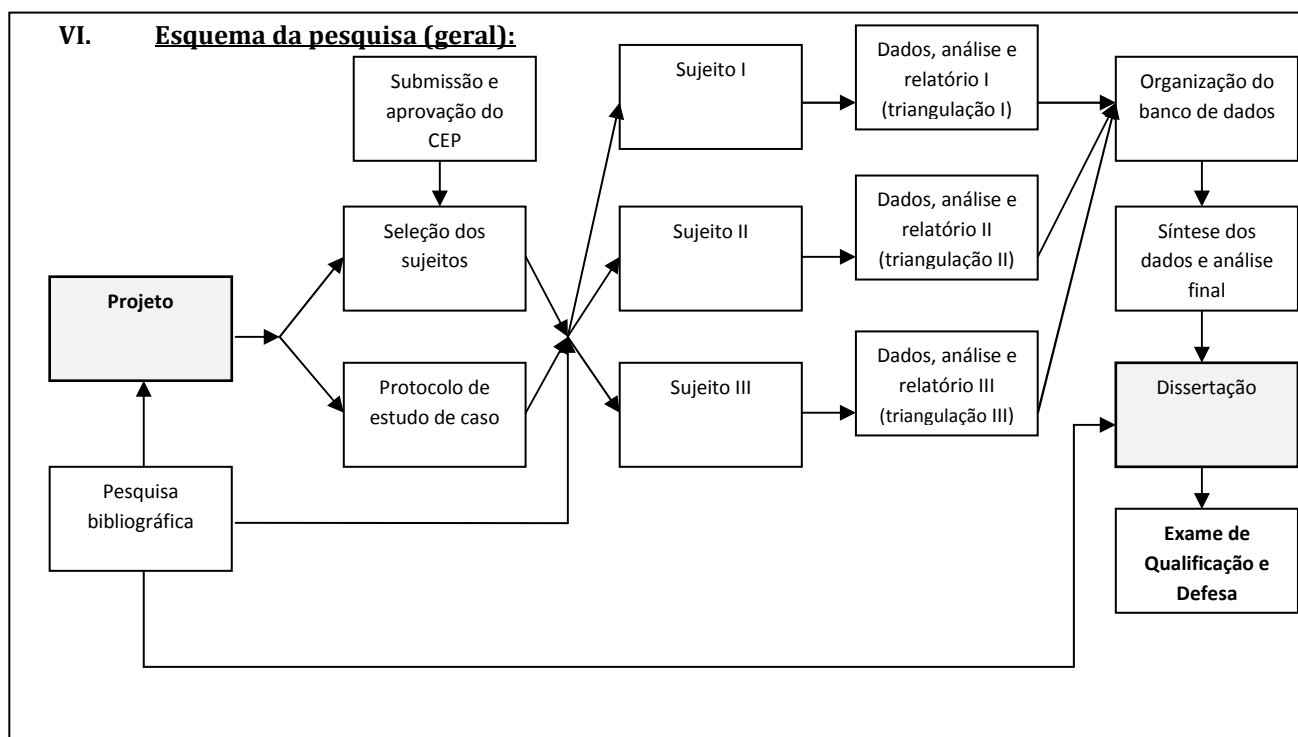 VI. Esquema da pesquisa (geral):
Submissão e
aprovação do
CEP
Sujeito I
Dados, análise e
relatório I
(triangulação I)
Organização do
banco de dados
Seleção dos
sujeitos
Sujeito II
Dados, análise e
relatório II
(triangulação II)
Síntese dos
dados e análise
final
Projeto
Protocolo de
estudo de caso
Sujeito III
Dados, análise e
relatório III
(triangulação III)
Dissertação
Pesquisa
bibliográfica
Exame de
Qualificação e
Defesa